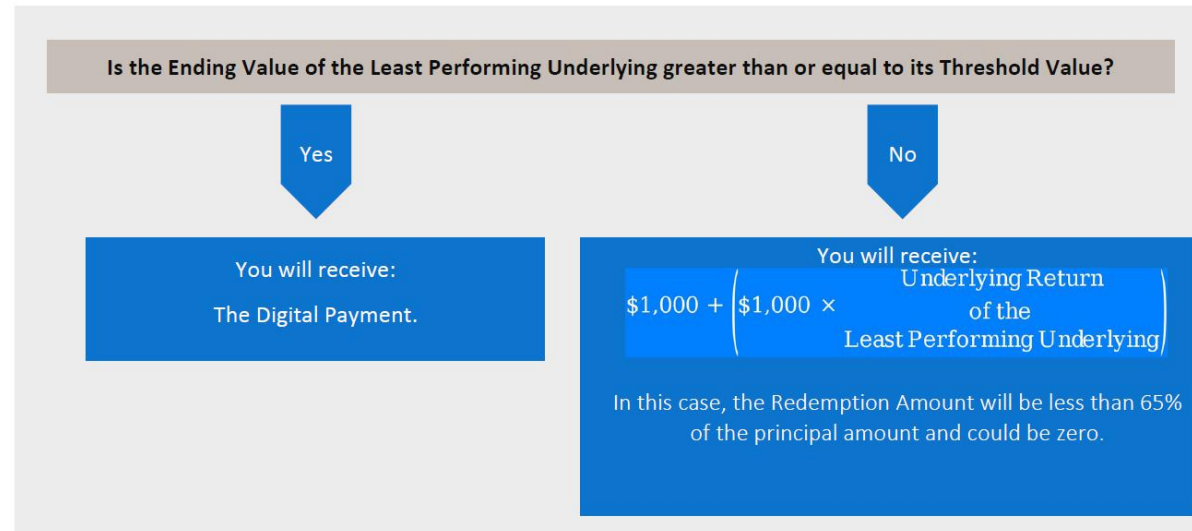 Is the Ending Value of the Least Performing Underlying greater than or equal to its Threshold Value?
Yes
No
You will receive:
The Digital Payment.
You will receive:
$1,000 + ($1,000 × Underlying Return
of the
Least Performing Underlying)
In this case, the Redemption Amount will be less than 65%
of the principal amount and could be zero.